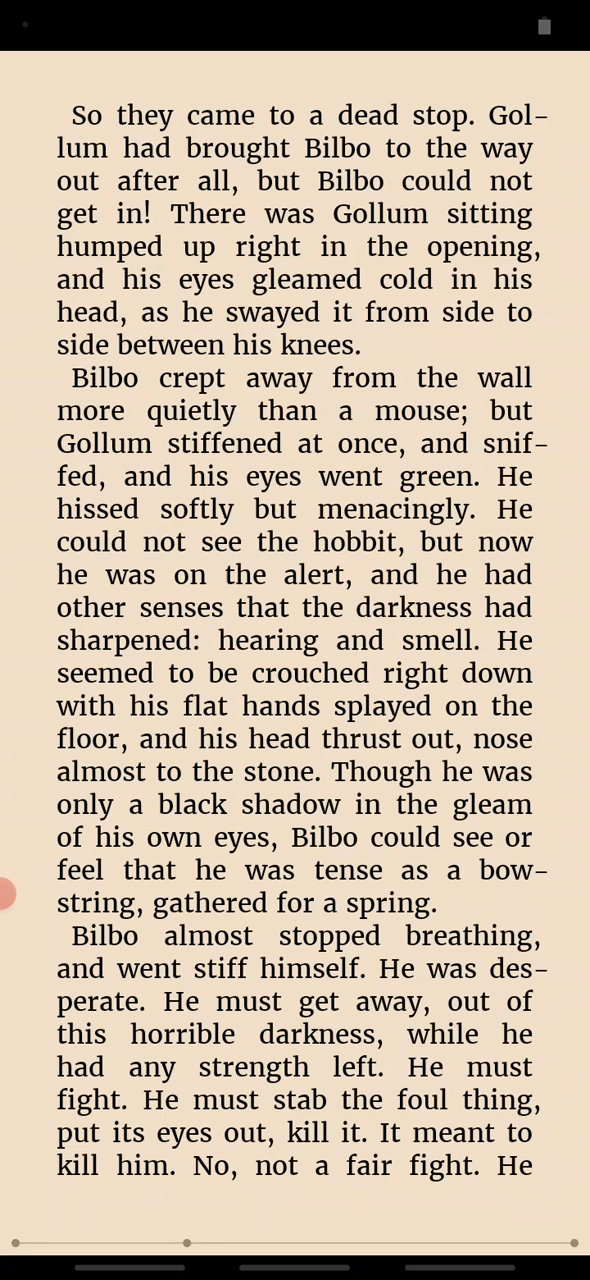 So they came to a dead stop. Gol-
lum had brought Bilbo to the way
out after all, but Bilbo could not
get in! There was Gollum sitting
humped up right in the opening,
and his eyes gleamed cold in his
head, as he swayed it from side to
side between his knees.
Bilbo crept away from the wall
more quietly than a mouse; but
Gollum stiffened at once, and snif-
fed, and his eyes went green. He
hissed softly but menacingly. He
could not see the hobbit, but now
he was on the alert, and he had
other senses that the darkness had
sharpened: hearing and smell. He
seemed to be crouched right down
with his flat hands splayed on the
floor, and his head thrust out, nose
almost to the stone. Though he was
only a black shadow in the gleam
of his own eyes, Bilbo could see or
feel that he was tense as a bow-
string, gathered for a spring.
Bilbo almost stopped breathing,
and went stiff himself. He was des-
perate. He must get away, out of
this horrible darkness, while he
had any strength left. He must
fight. He must stab the foul thing,
put its eyes out, kill it. It meant to
kill him. No, not a fair fight. He